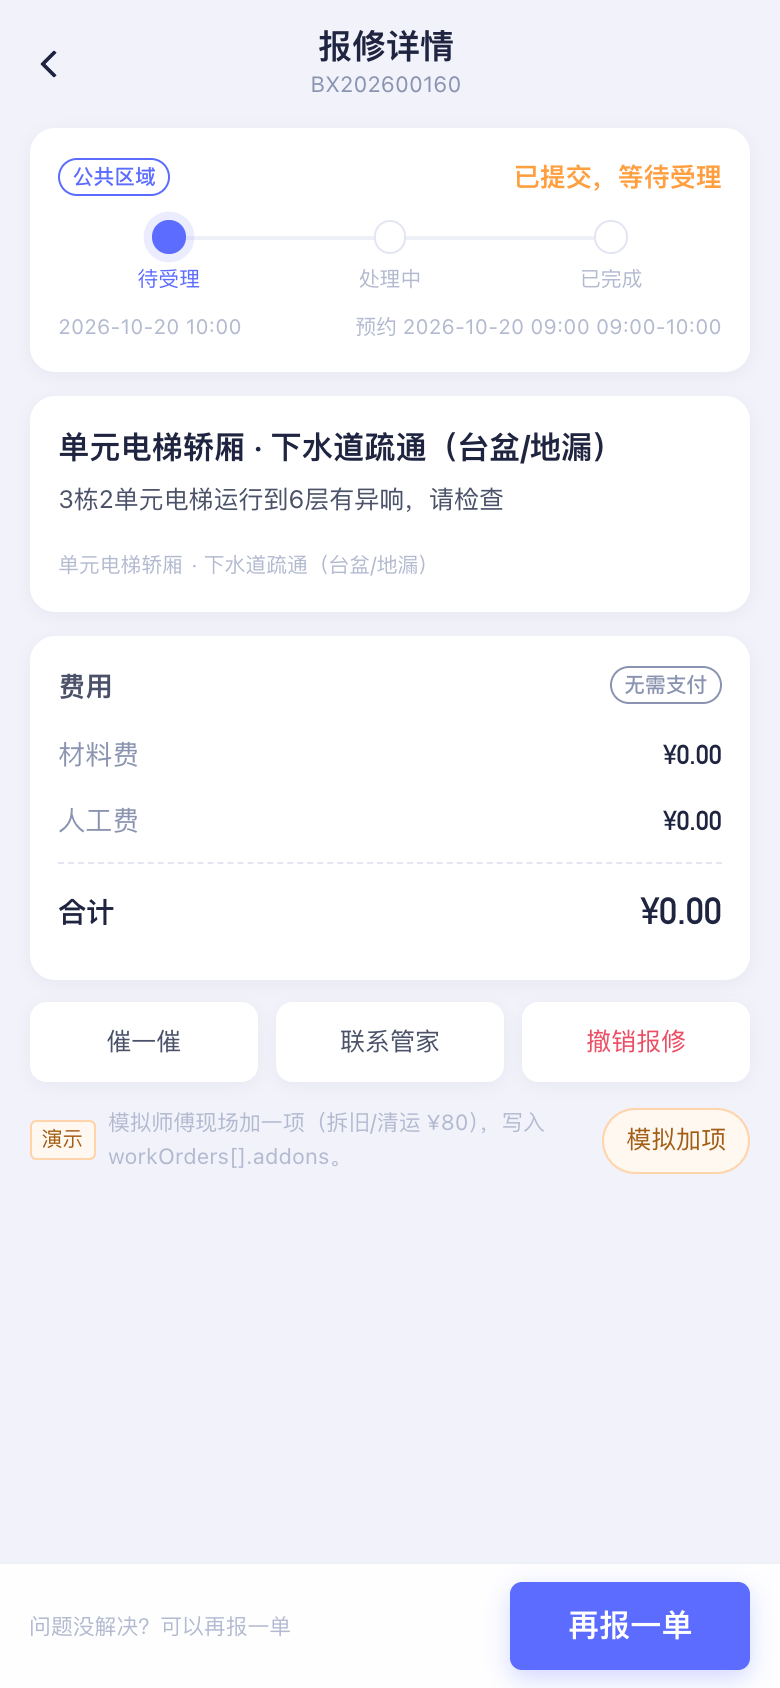 报修详情
BX202600160
公共区域
已提交，等待受理
待受理
处理中
已完成
2026-10-20 10:00
预约 2026-10-20 09:00 09:00-10:00
单元电梯轿厢 · 下水道疏通（台盆/地漏）
3栋2单元电梯运行到6层有异响，请检查
单元电梯轿厢 · 下水道疏通（台盆/地漏）
费用
无需支付
材料费
¥0.00
人工费
¥0.00
合计
¥0.00
催一催
联系管家
撤销报修
演示
模拟师傅现场加一项（拆旧/清运 ¥80），写入
workOrders[].addons。
模拟加项
问题没解决？可以再报一单
再报一单